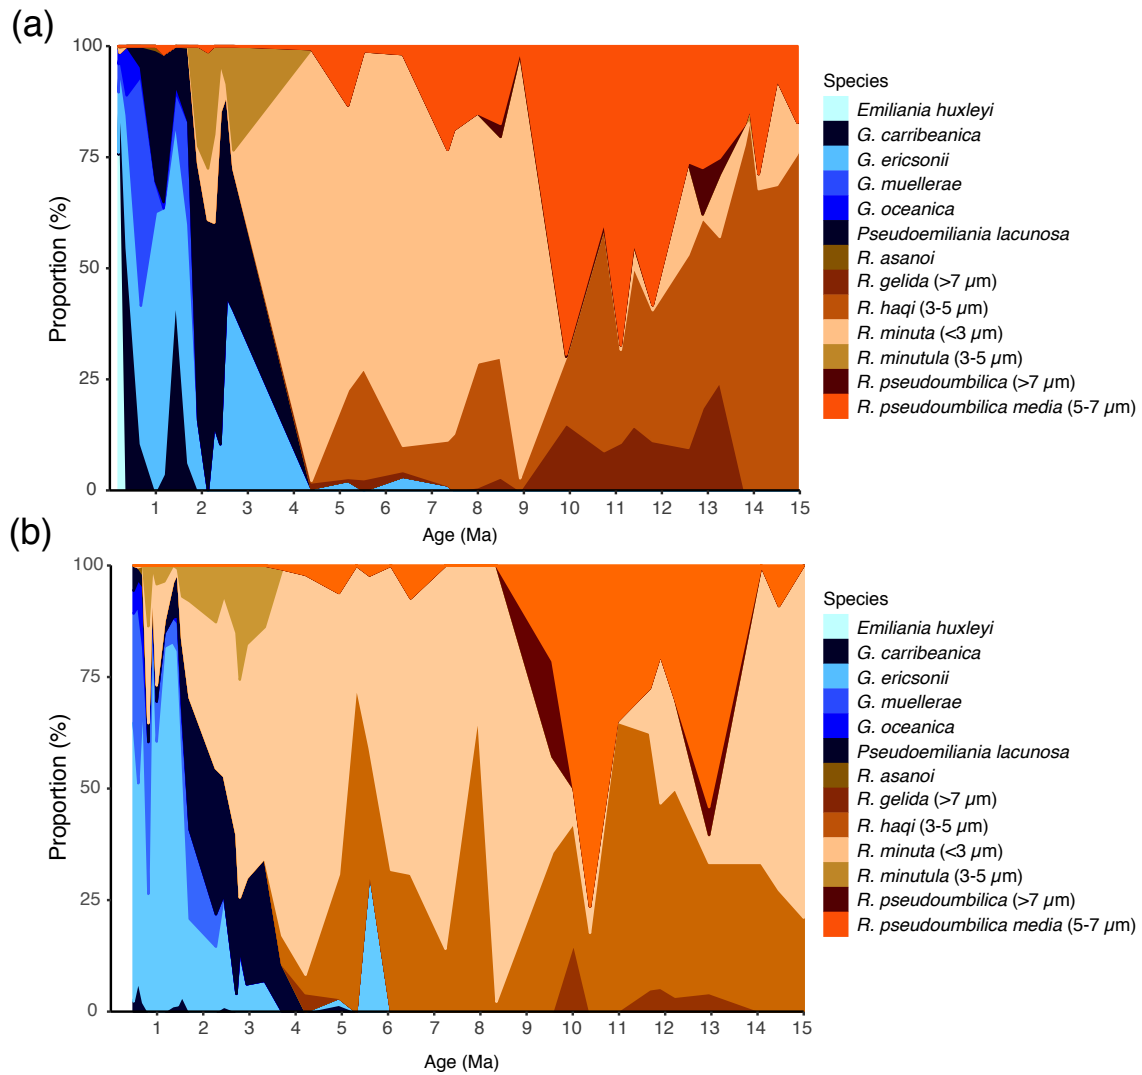 (a)
100
75
50
25
0
Proportion (%)
1 2 3 4 5 6 7 8 9 10 11 12 13 14 15
Age (Ma)
Species
Emiliania huxleyi
G. carribeanica
G. ericsonii
G. muellerae
G. oceanica
Pseudoemiliania lacunosa
R. asanoi
R. gelida (>7 µm)
R. haqi (3-5 µm)
R. minuta (<3 µm)
R. minutula (3-5 µm)
R. pseudoumbilica (>7 µm)
R. pseudoumbilica media (5-7 µm)
(b)
100
75
50
25
0
Proportion (%)
1 2 3 4 5 6 7 8 9 10 11 12 13 14 15
Age (Ma)
Species
Emiliania huxleyi
G. carribeanica
G. ericsonii
G. muellerae
G. oceanica
Pseudoemiliania lacunosa
R. asanoi
R. gelida (>7 µm)
R. haqi (3-5 µm)
R. minuta (<3 µm)
R. minutula (3-5 µm)
R. pseudoumbilica (>7 µm)
R. pseudoumbilica media (5-7 µm)